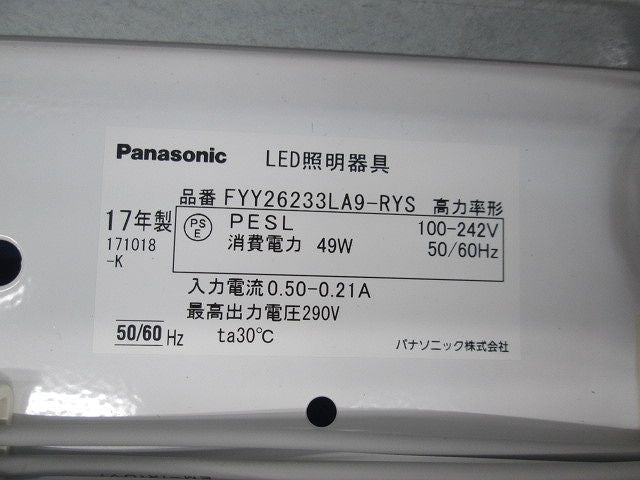 Panasonic LED照明器具
品番 FYY26233LA9-RYS 高力率形
17年製 PS E PESL 100-242V
171018 消費電力 49W 50/60Hz
-K
入力電流0.50-0.21A
最高出力電圧290V
50/60 Hz ta30℃ パナソニック株式会社